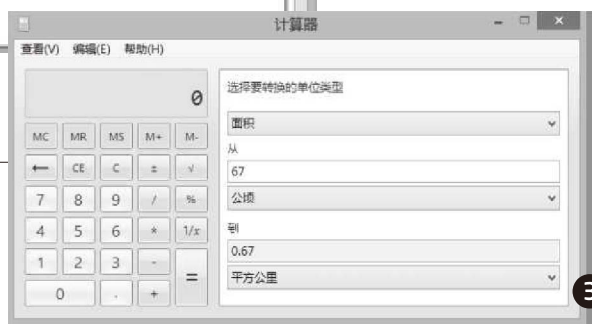 计算器
查看(V) 编辑(E) 帮助(H)
0
MC MR MS M+ M-
← CE C ± √
7 8 9 / %
4 5 6 * 1/x
1 2 3 - =
0 . +
选择要转换的单位类型
面积
从
67
公顷
到
0.67
平方公里
3